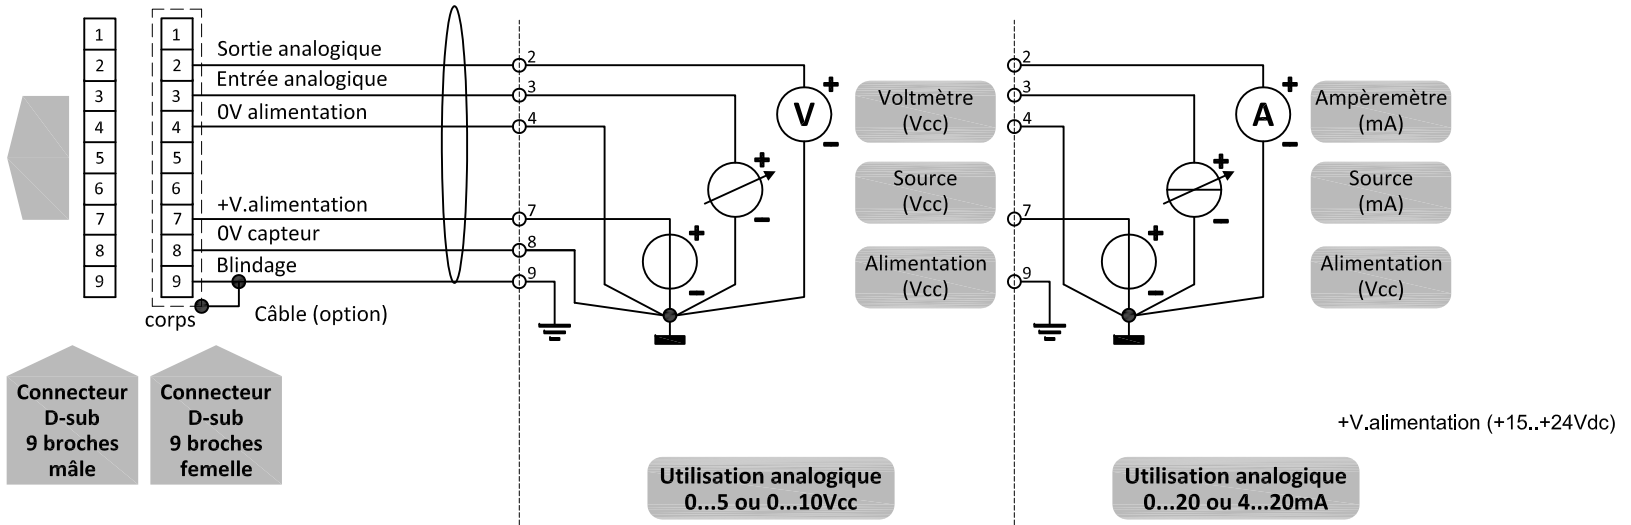 1
2
3
4
5
6
7
8
9
1
2
3
4
5
6
7
8
9
Sortie analogique
Entrée analogique
0V alimentation
+V.alimentation
0V capteur
Blindage
corps
Câble (option)
2
3
4
7
8
9
V
+
−
+
−
+
−
Voltmètre
(Vcc)
Source
(Vcc)
Alimentation
(Vcc)
2
3
4
7
9
A
+
−
+
−
+
−
Ampèremètre
(mA)
Source
(mA)
Alimentation
(Vcc)
Connecteur
D-sub
9 broches
mâle
Connecteur
D-sub
9 broches
femelle
+V.alimentation (+15..+24Vdc)
Utilisation analogique
0...5 ou 0...10Vcc
Utilisation analogique
0...20 ou 4...20mA